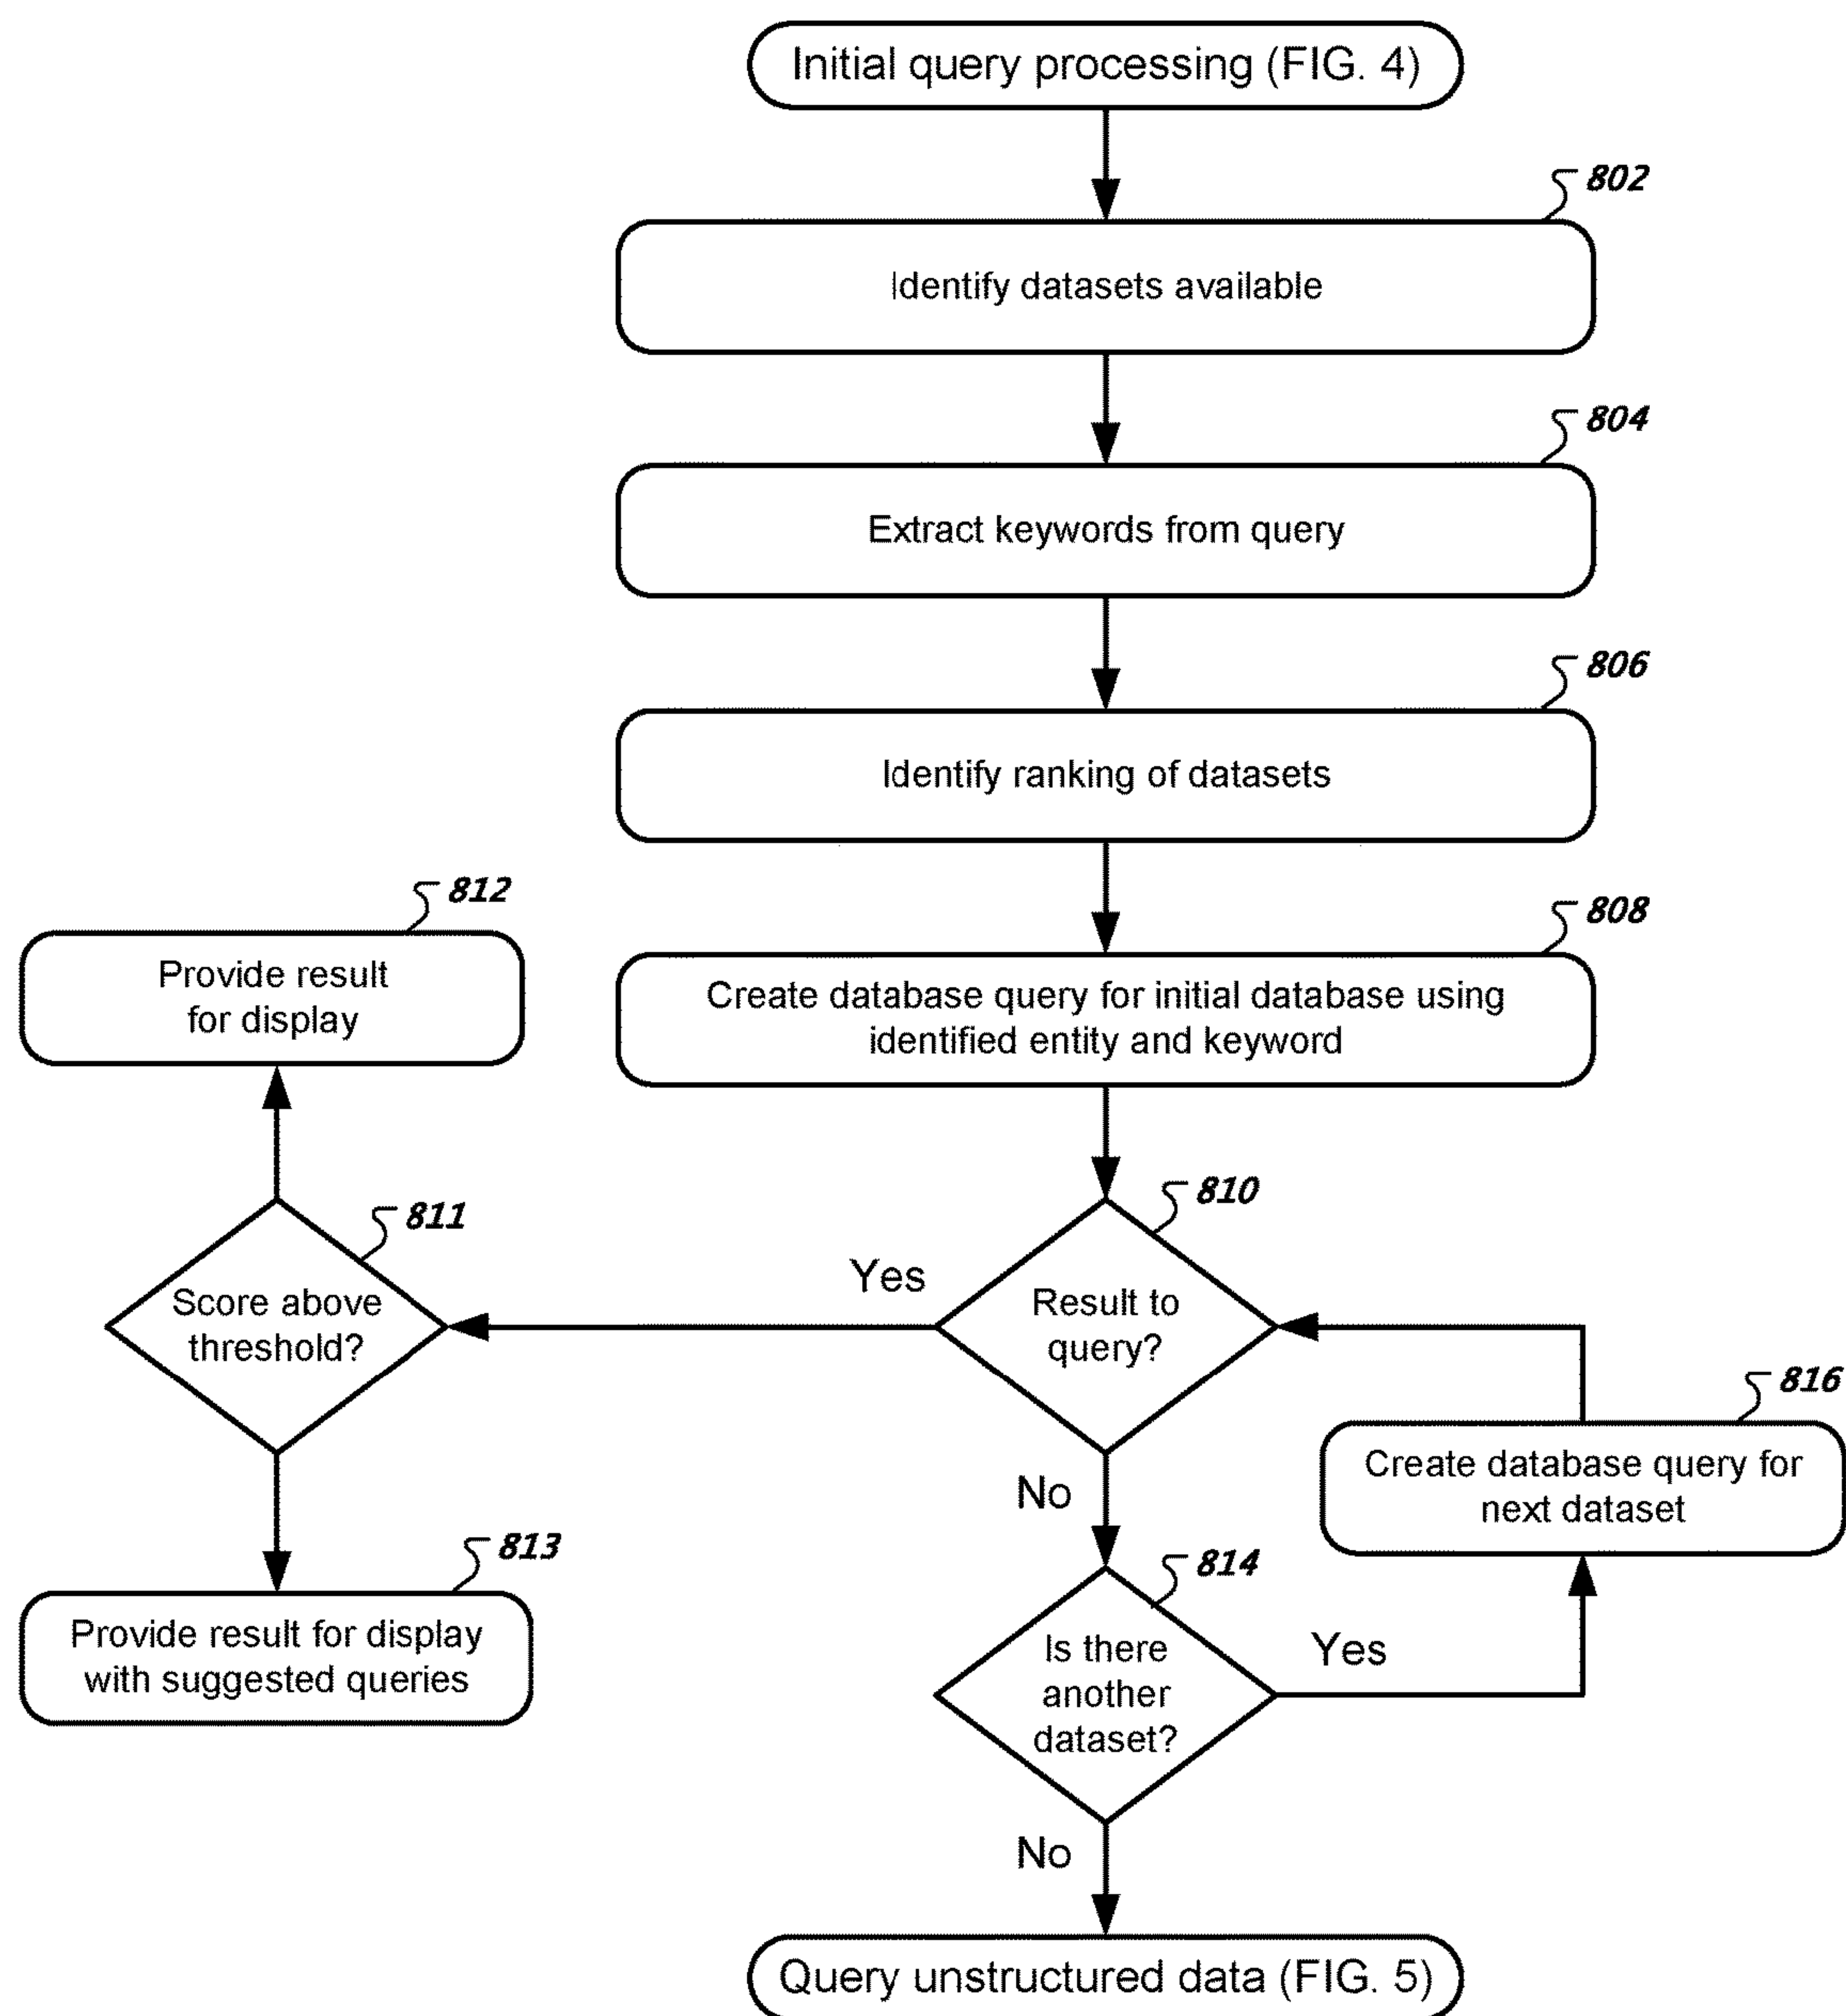 Initial query processing (FIG. 4)
802
Identify datasets available
804
Extract keywords from query
806
Identify ranking of datasets
808
Create database query for initial database using
identified entity and keyword
812
Provide result
for display
810
Result to
query?
Yes
811
Score above
threshold?
813
Provide result for display
with suggested queries
No
816
Create database query for
next dataset
814
Is there
another
dataset?
Yes
No
Query unstructured data (FIG. 5)